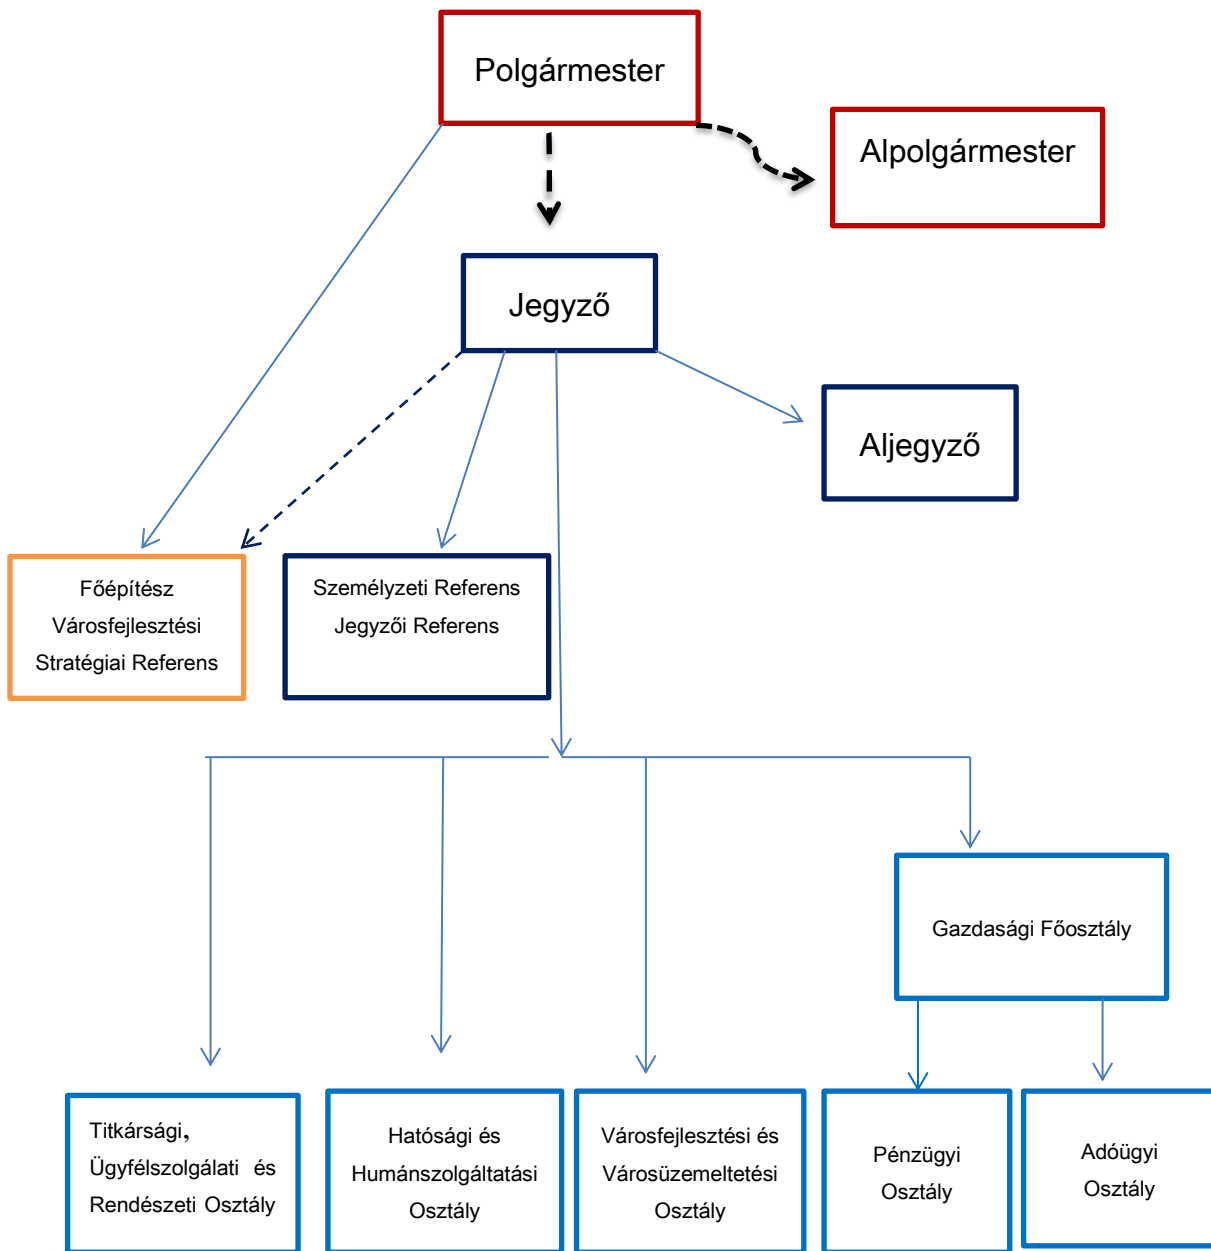 Polgármester
Alpolgármester
Jegyző
Aljegyző
Főépítész
Városfejlesztési
Stratégiai Referens
Személyzeti Referens
Jegyzői Referens
Gazdasági Főosztály
Titkársági,
Ügyfélszolgálati és
Rendészeti Osztály
Hatósági és
Humánszolgáltatási
Osztály
Városfejlesztési és
Városüzemeltetési
Osztály
Pénzügyi
Osztály
Adóügyi
Osztály